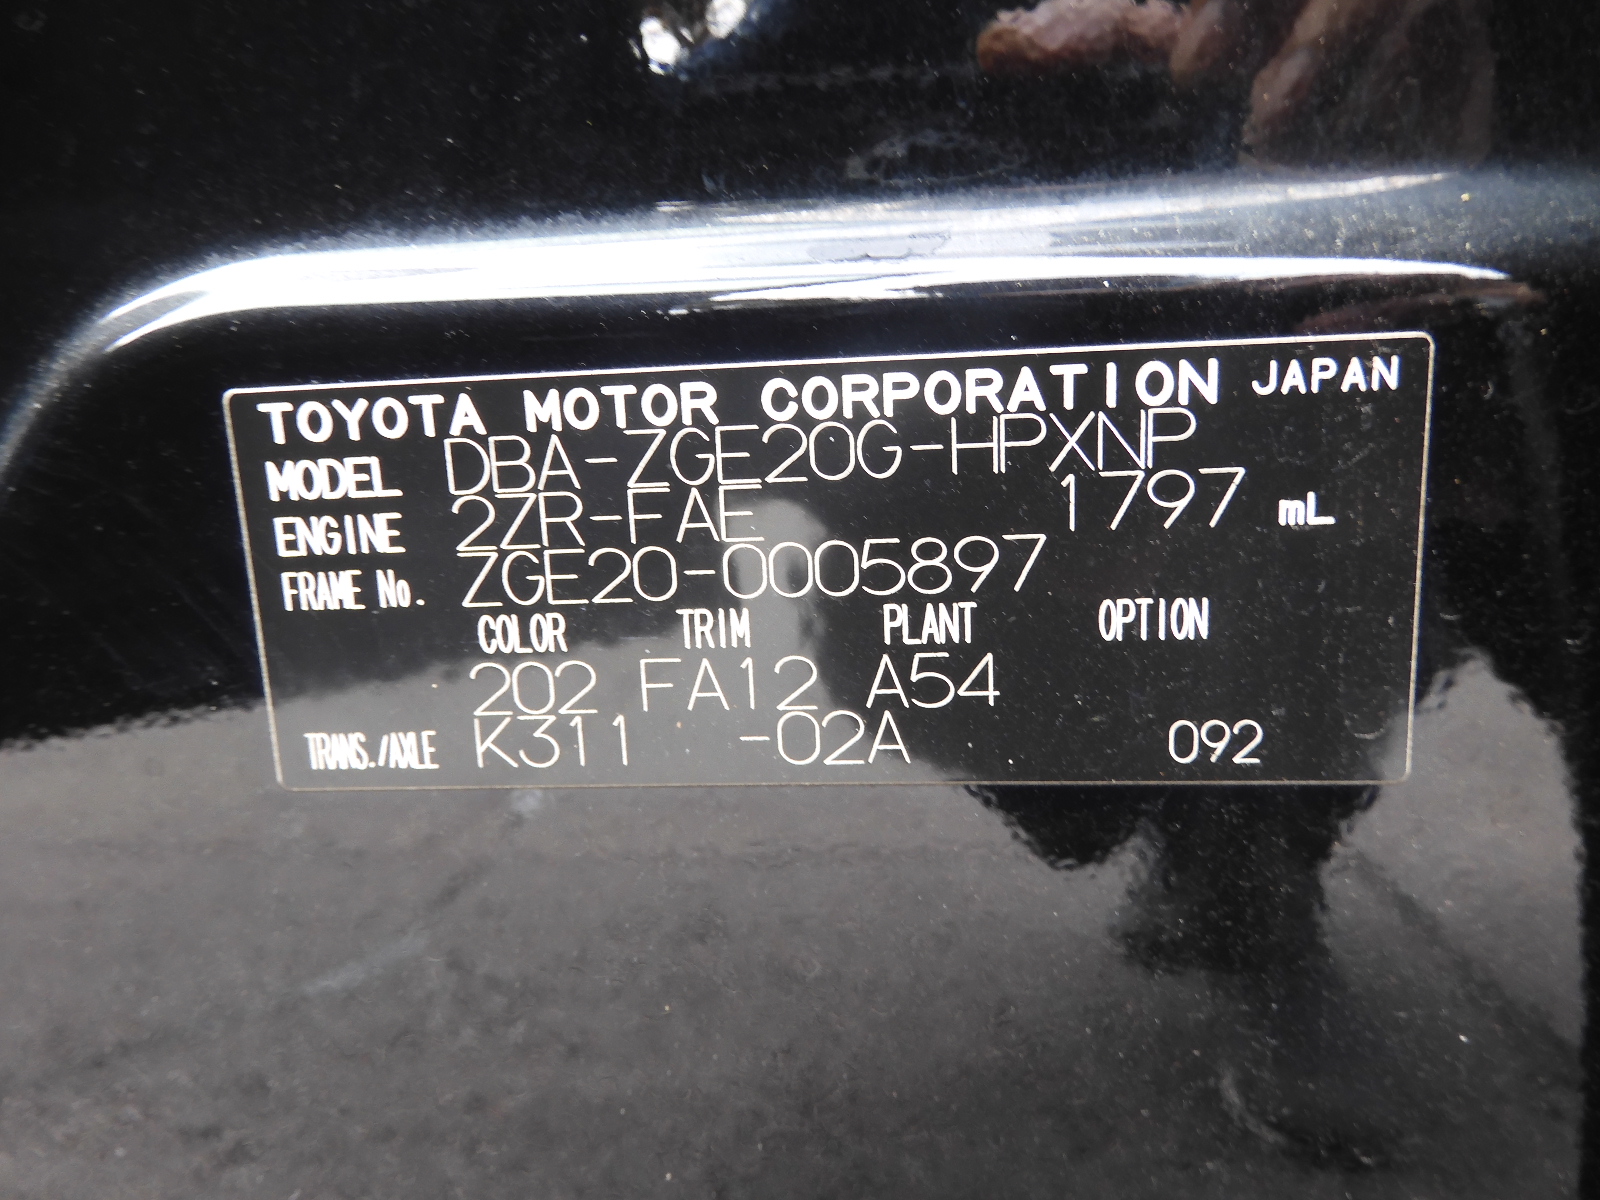 TOYOTA MOTOR CORPORATION JAPAN
MODEL DBA-ZGE20G-HPXNP
ENGINE 2ZR-FAE 1797 mL
FRAME No. ZGE20-0005897
COLOR TRIM PLANT OPTION
202 FA12 A54
TRANS./AXLE K311 -02A 092